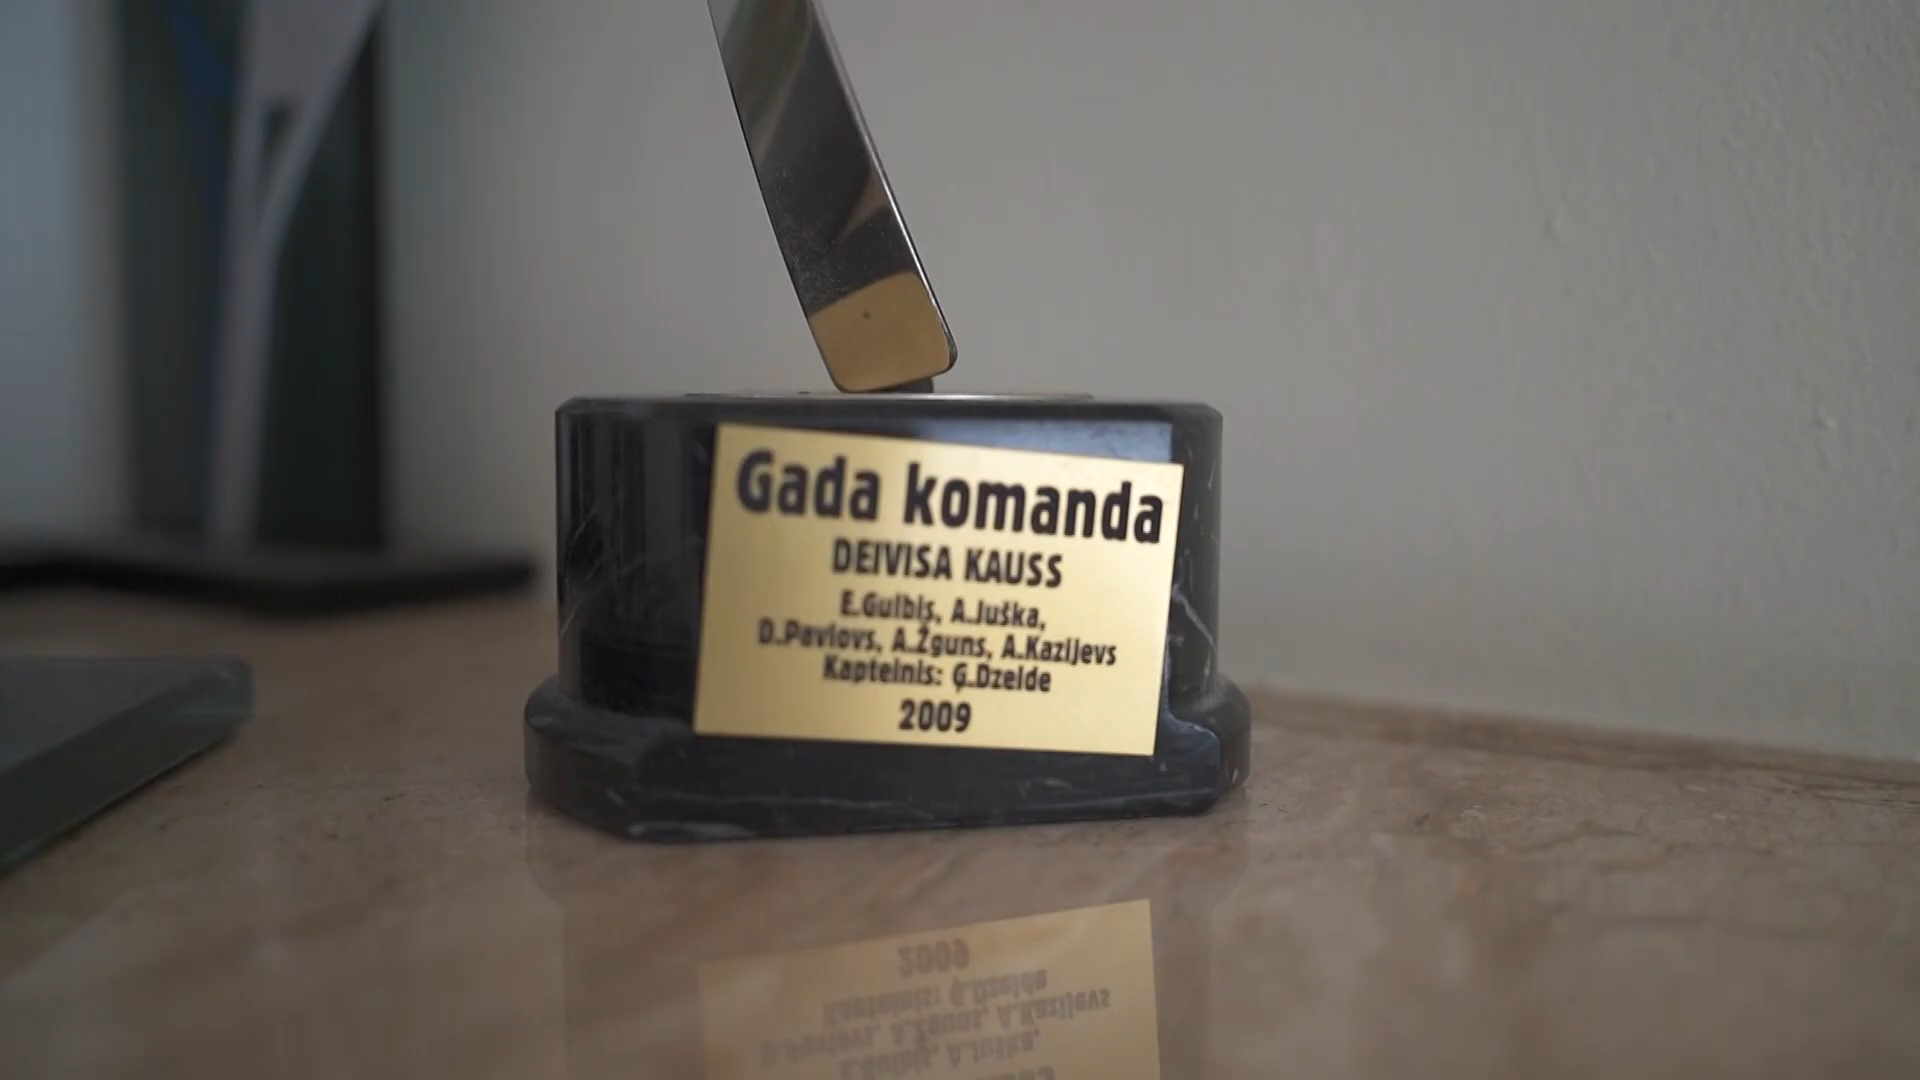 Gada komanda
DEIVISA KAUSS
E.Gulbis, A.Juška,
D.Pavlovs, A.Žguns, A.Kazijevs
Kapteinis: Ģ.Dzelde
2009